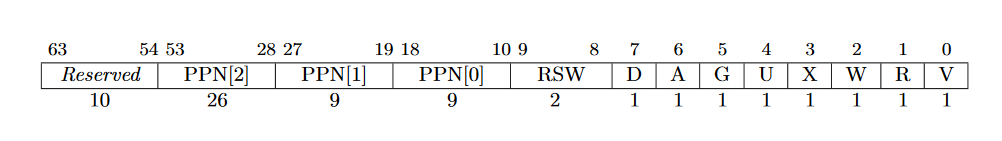 63 54 53 28 27 19 18 10 9 8 7 6 5 4 3 2 1 0
Reserved PPN[2] PPN[1] PPN[0] RSW D A G U X W R V
10 26 9 9 2 1 1 1 1 1 1 1 1